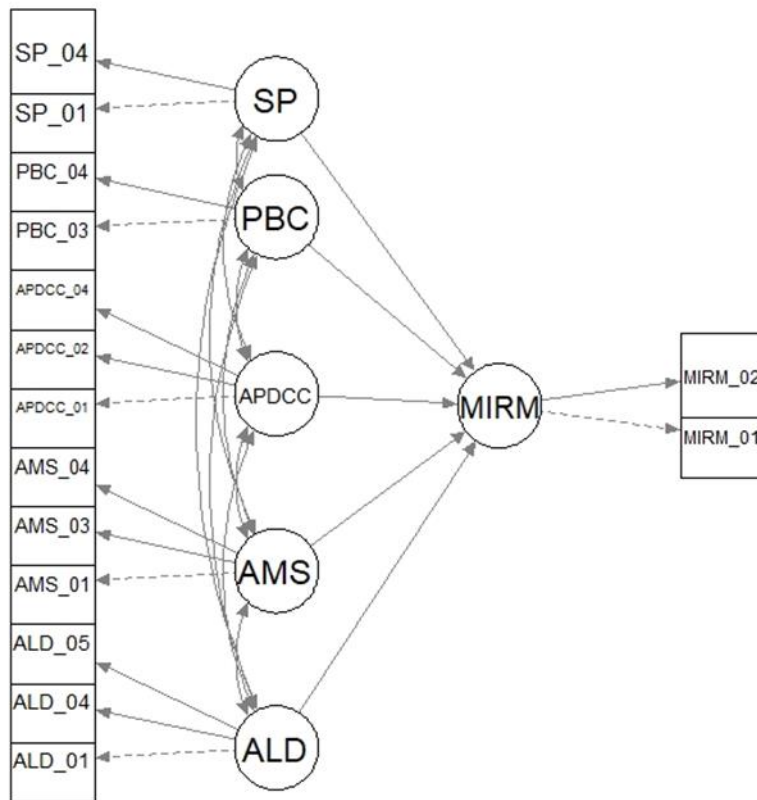 SP_04
SP_01
PBC_04
PBC_03
APDCC_04
APDCC_02
APDCC_01
AMS_04
AMS_03
AMS_01
ALD_05
ALD_04
ALD_01
SP
PBC
APDCC
AMS
ALD
MIRM
MIRM_02
MIRM_01